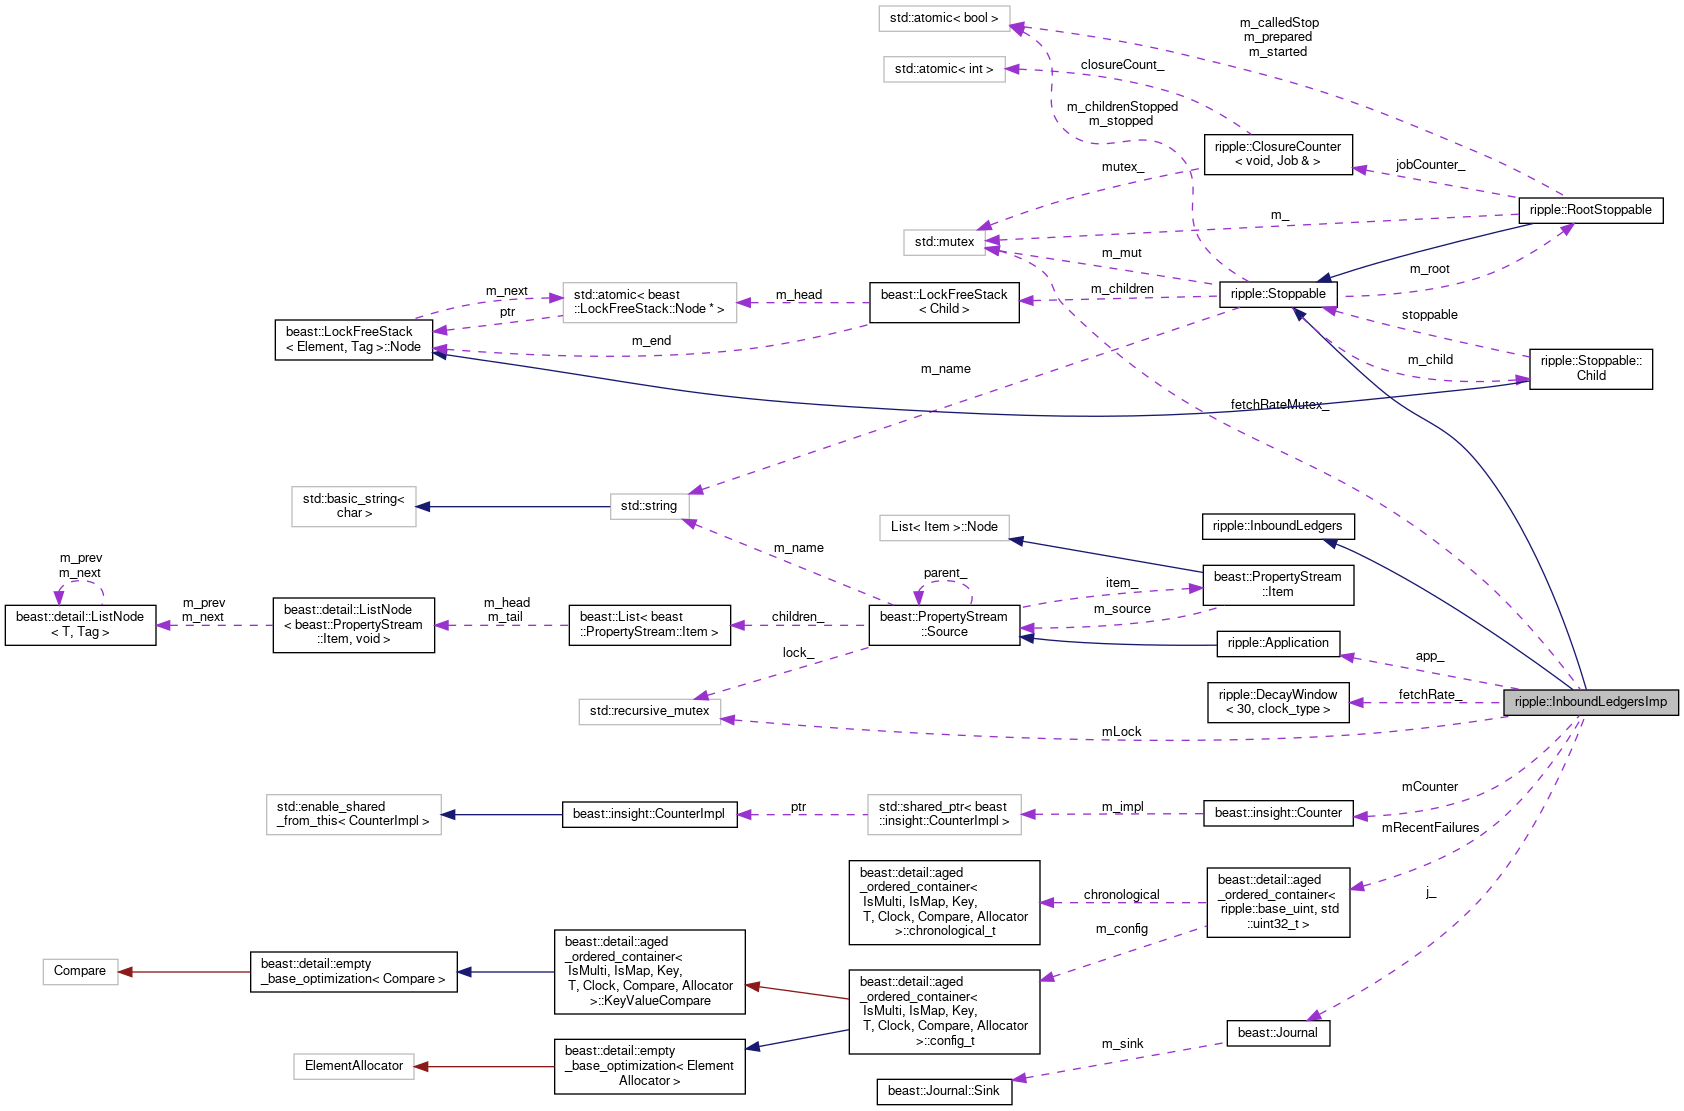 std::atomic< bool >
m_calledStop
m_prepared
m_started
std::atomic< int >
closureCount_
m_childrenStopped
m_stopped
ripple::ClosureCounter
< void, Job & >
mutex_
jobCounter_
ripple::RootStoppable
std::mutex
m_
m_mut
m_root
m_next
ptr
std::atomic< beast
::LockFreeStack::Node * >
m_head
beast::LockFreeStack
< Child >
m_children
ripple::Stoppable
stoppable
beast::LockFreeStack
< Element, Tag >::Node
m_end
m_name
m_child
ripple::Stoppable::
Child
fetchRateMutex_
std::basic_string<
char >
std::string
List< Item >::Node
ripple::InboundLedgers
m_name
m_prev
m_next
parent_
item_
beast::PropertyStream
::Item
m_source
beast::detail::ListNode
< T, Tag >
m_prev
m_next
beast::detail::ListNode
< beast::PropertyStream
::Item, void >
m_head
m_tail
beast::List< beast
::PropertyStream::Item >
children_
beast::PropertyStream
::Source
ripple::Application
app_
lock_
std::recursive_mutex
ripple::DecayWindow
< 30, clock_type >
fetchRate_
ripple::InboundLedgersImp
mLock
std::enable_shared
_from_this< CounterImpl >
beast::insight::CounterImpl
ptr
std::shared_ptr< beast
::insight::CounterImpl >
m_impl
beast::insight::Counter
mCounter
mRecentFailures
j_
beast::detail::aged
_ordered_container<
IsMulti, IsMap, Key,
T, Clock, Compare, Allocator
>::chronological_t
chronological
beast::detail::aged
_ordered_container<
ripple::base_uint, std
::uint32_t >
m_config
Compare
beast::detail::empty
_base_optimization< Compare >
beast::detail::aged
_ordered_container<
IsMulti, IsMap, Key,
T, Clock, Compare, Allocator
>::KeyValueCompare
beast::detail::aged
_ordered_container<
IsMulti, IsMap, Key,
T, Clock, Compare, Allocator
>::config_t
ElementAllocator
beast::detail::empty
_base_optimization< Element
Allocator >
beast::Journal
m_sink
beast::Journal::Sink